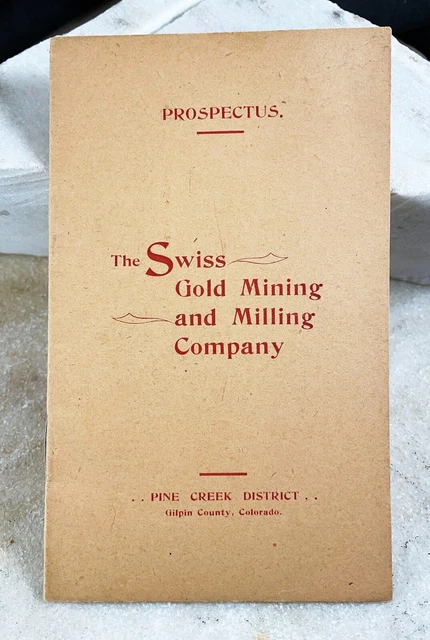 PROSPECTUS.
The Swiss
Gold Mining
and Milling
Company
. . PINE CREEK DISTRICT . .
Gilpin County, Colorado.